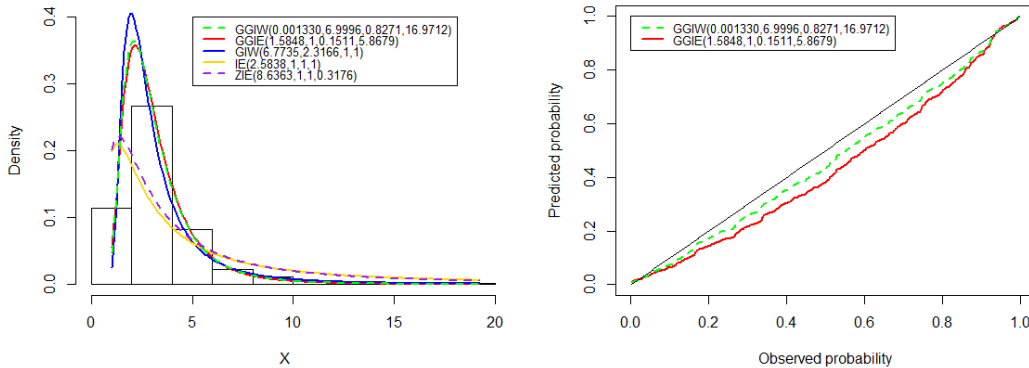 GGIW(0.001330,6.9996,0.8271,16.9712)
GGIE(1.5848,1,0.1511,5.8679)
GIW(6.7735,2.3166,1,1)
IE(2.5838,1,1,1)
ZIE(8.6363,1,1,0.3176)
Density
0.4
0.3
0.2
0.1
0.0
0 5 10 15 20
X
GGIW(0.001330,6.9996,0.8271,16.9712)
GGIE(1.5848,1,0.1511,5.8679)
Predicted probability
1.0
0.8
0.6
0.4
0.2
0.0
0.0 0.2 0.4 0.6 0.8 1.0
Observed probability